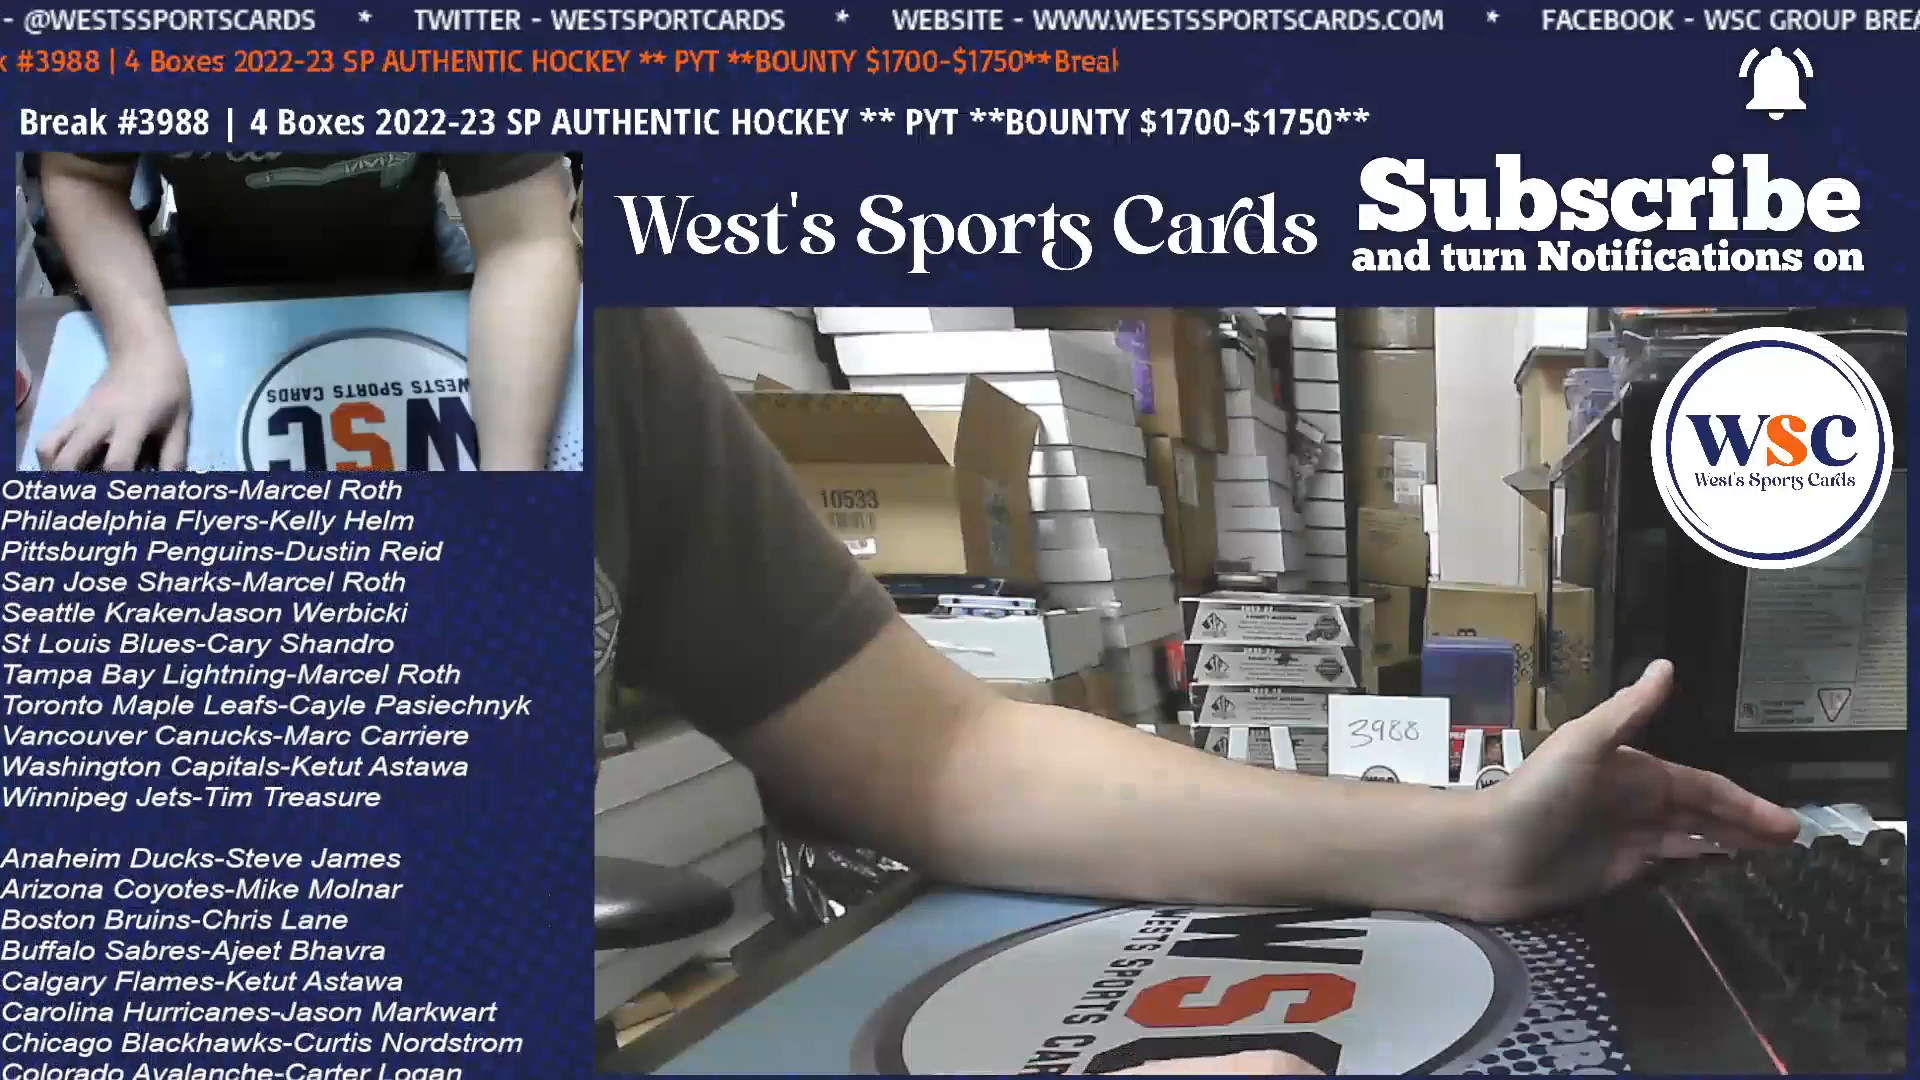 - @WESTSSPORTSCARDS * TWITTER - WESTSPORTCARDS * WEBSITE - WWW.WESTSSPORTSCARDS.COM * FACEBOOK - WSC GROUP BREA
k #3988 | 4 Boxes 2022-23 SP AUTHENTIC HOCKEY ** PYT **BOUNTY $1700-$1750**Break
Break #3988 | 4 Boxes 2022-23 SP AUTHENTIC HOCKEY ** PYT **BOUNTY $1700-$1750**
West's Sports Cards
Subscribe
and turn Notifications on
WESTS SPORTS CARDS
WSC
Ottawa Senators-Marcel Roth
Philadelphia Flyers-Kelly Helm
Pittsburgh Penguins-Dustin Reid
San Jose Sharks-Marcel Roth
Seattle KrakenJason Werbicki
St Louis Blues-Cary Shandro
Tampa Bay Lightning-Marcel Roth
Toronto Maple Leafs-Cayle Pasiechnyk
Vancouver Canucks-Marc Carriere
Washington Capitals-Ketut Astawa
Winnipeg Jets-Tim Treasure
Anaheim Ducks-Steve James
Arizona Coyotes-Mike Molnar
Boston Bruins-Chris Lane
Buffalo Sabres-Ajeet Bhavra
Calgary Flames-Ketut Astawa
Carolina Hurricanes-Jason Markwart
Chicago Blackhawks-Curtis Nordstrom
Colorado Avalanche-Carter Logan
WSC
West's Sports Cards
10533
3988
WESTS SPORTS CAR
WS